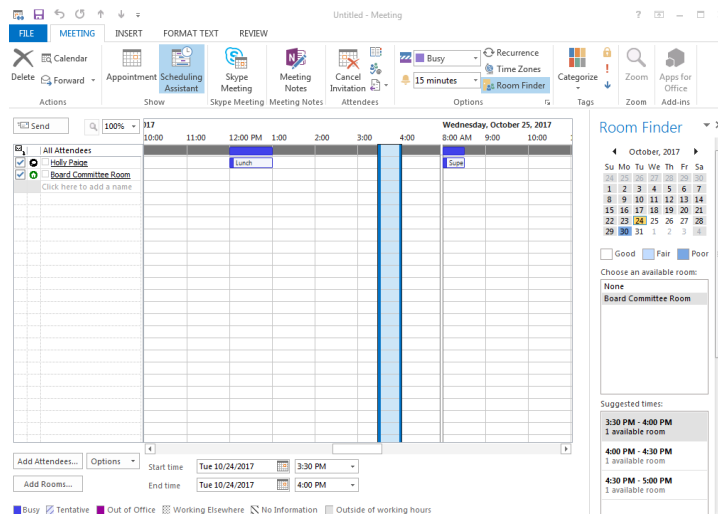 Untitled - Meeting
FILE MEETING INSERT FORMAT TEXT REVIEW
Delete
Calendar
Forward
Actions
Appointment
Scheduling Assistant
Show
Skype Meeting
Skype Meeting
Meeting Notes
Meeting Notes
Cancel Invitation
Attendees
Busy
15 minutes
Recurrence
Time Zones
Room Finder
Options
Categorize
Tags
Zoom
Zoom
Apps for Office
Add-ins
Send
100%
017
Wednesday, October 25, 2017
10:00 11:00 12:00 PM 1:00 2:00 3:00 4:00 8:00 AM 9:00 10:00
All Attendees
Holly Paige
Lunch
Supe
Board Committee Room
Click here to add a name
Add Attendees... Options
Add Rooms...
Start time Tue 10/24/2017 3:30 PM
End time Tue 10/24/2017 4:00 PM
Busy Tentative Out of Office Working Elsewhere No Information Outside of working hours
Room Finder
October, 2017
Su Mo Tu We Th Fr Sa
24 25 26 27 28 29 30
1 2 3 4 5 6 7
8 9 10 11 12 13 14
15 16 17 18 19 20 21
22 23 24 25 26 27 28
29 30 31 1 2 3 4
Good Fair Poor
Choose an available room:
None
Board Committee Room
Suggested times:
3:30 PM - 4:00 PM
1 available room
4:00 PM - 4:30 PM
1 available room
4:30 PM - 5:00 PM
1 available room